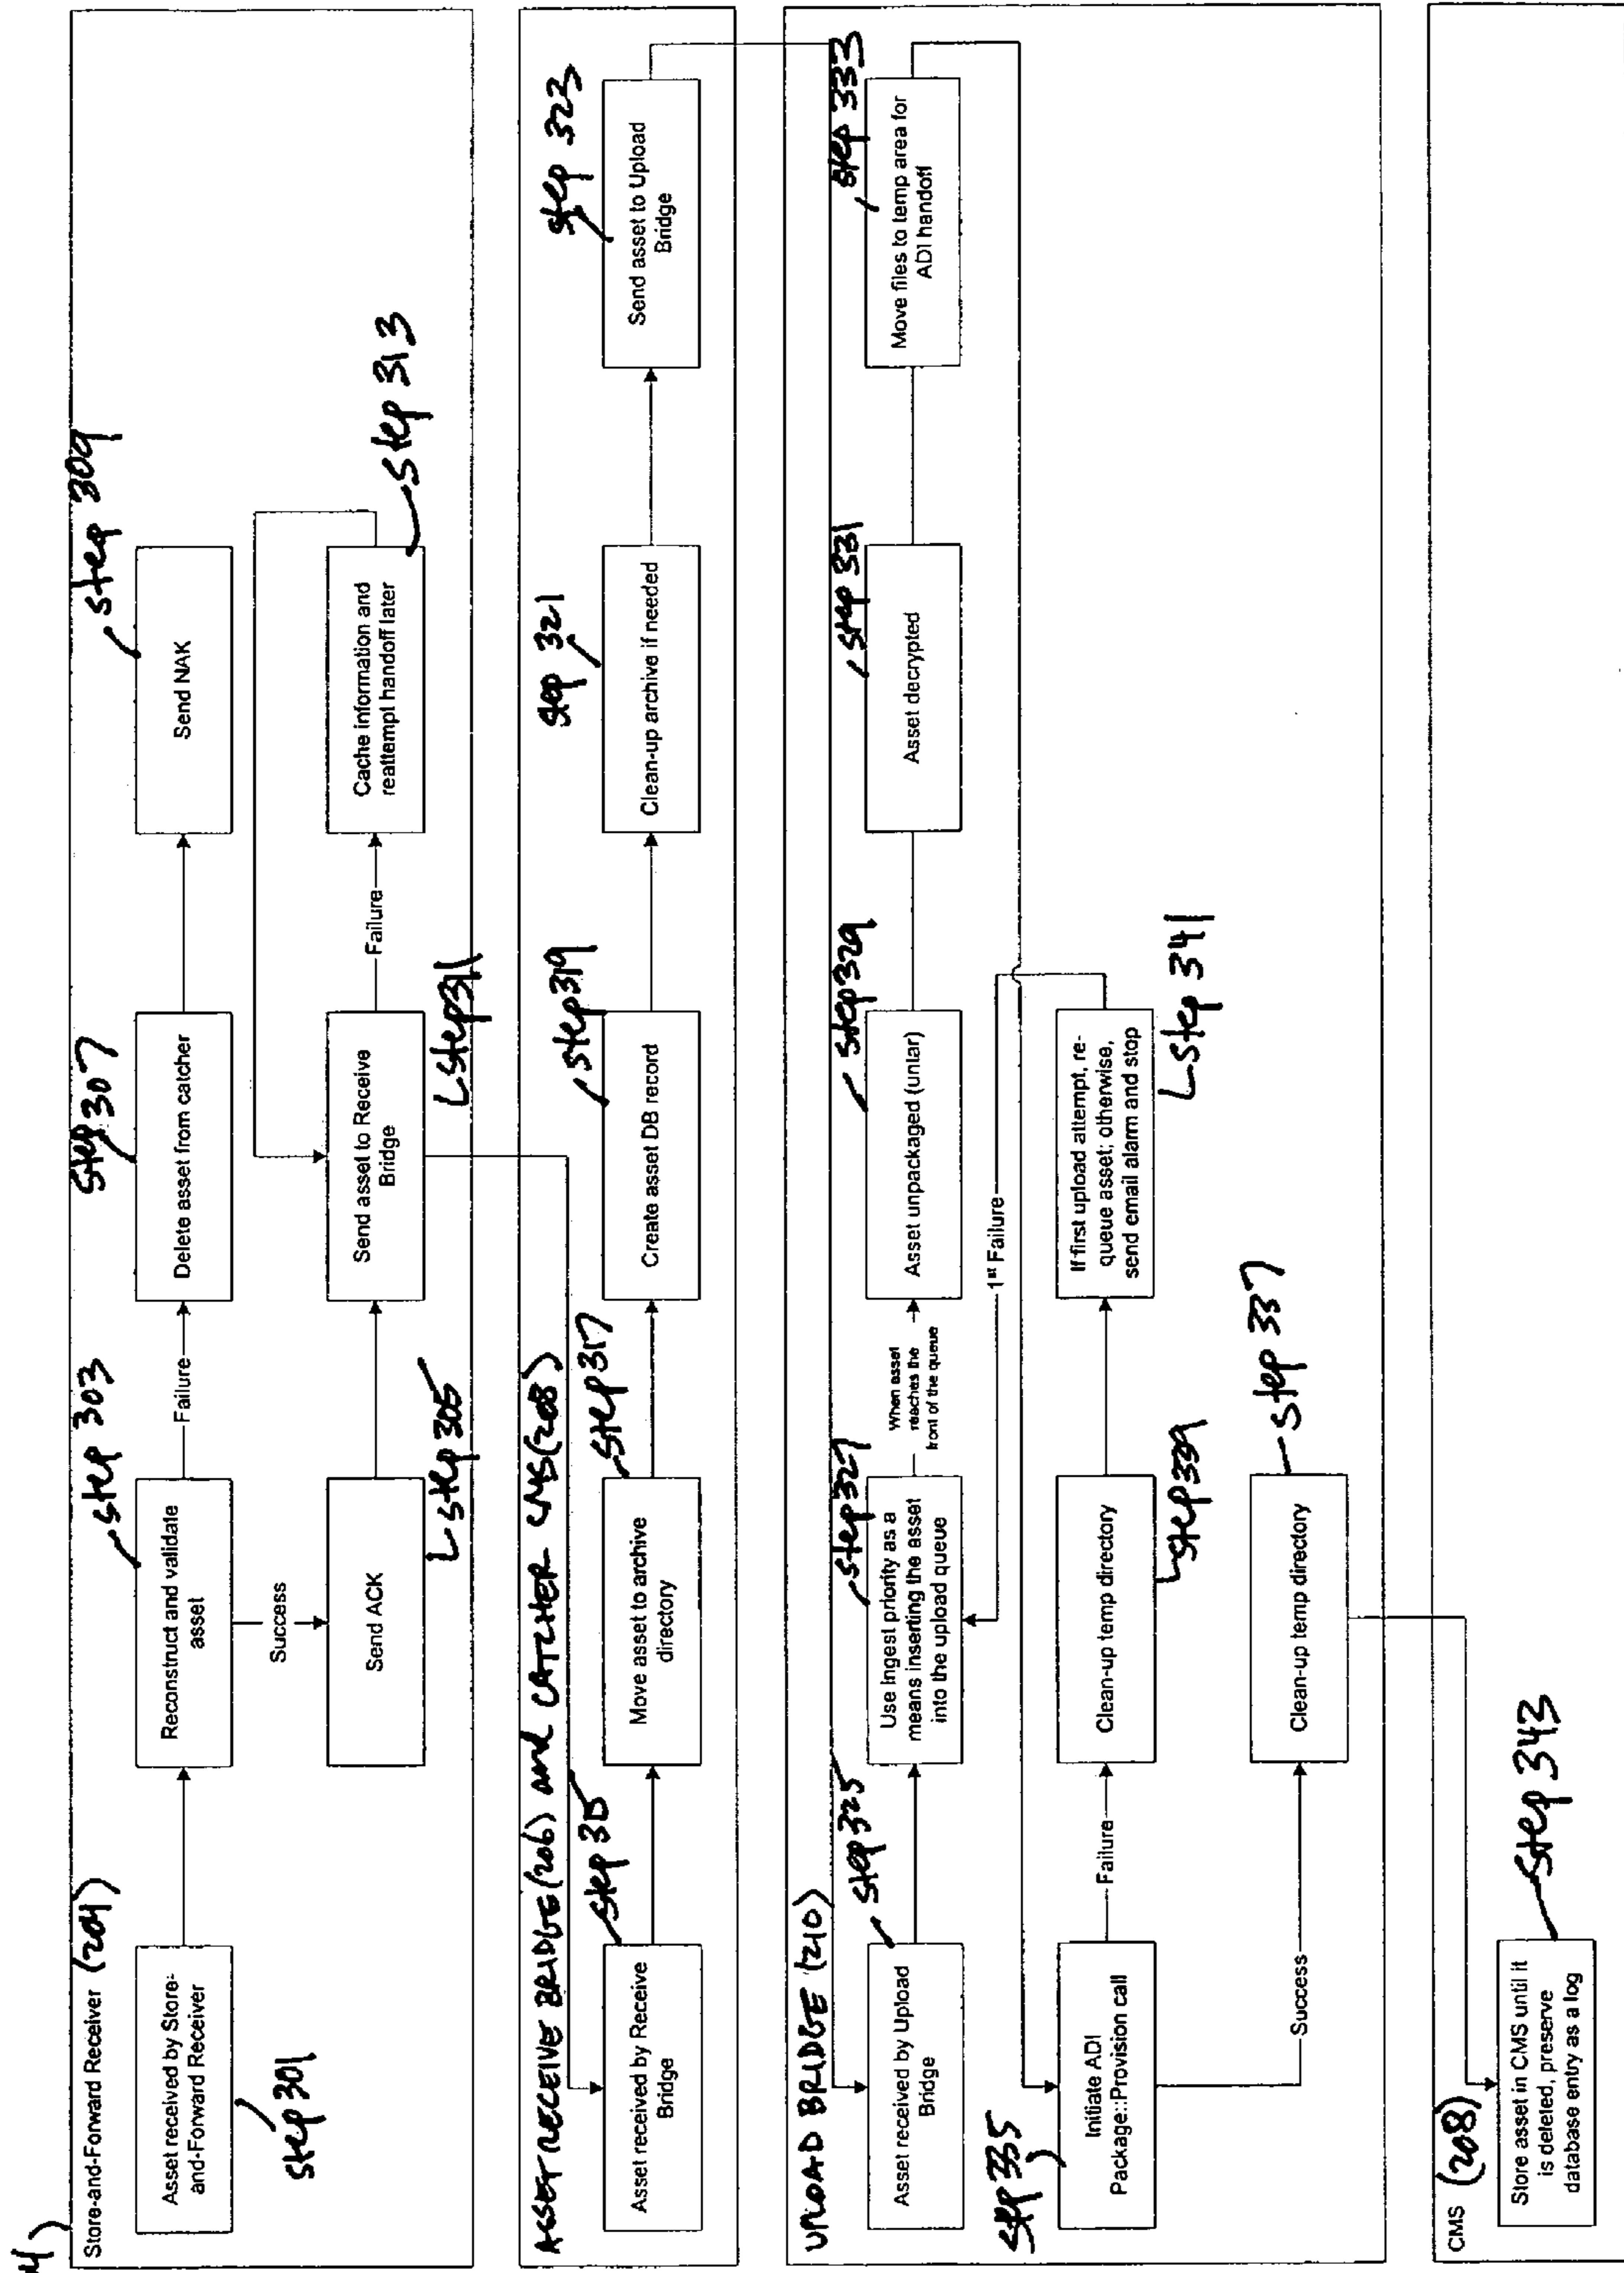 Store-and-Forward Receiver (204)
Asset received by Store-
and-Forward Receiver
step 301
Reconstruct and validate
asset
step 303
Failure
Delete asset from catcher
step 307
Send NAK
step 309
Success
Send ACK
step 305
Send asset to Receive
Bridge
step 311
Failure
Cache information and
reattempt handoff later
step 313
ASSET RECEIVE BRIDGE (206) and CATCHER CMS (208)
Asset received by Receive
Bridge
step 315
Move asset to archive
directory
step 317
Create asset DB record
step 319
Clean-up archive if needed
step 321
Send asset to Upload
Bridge
step 323
UPLOAD BRIDGE (210)
Asset received by Upload
Bridge
step 325
Use Ingest priority as a
means inserting the asset
into the upload queue
step 327
When asset
reaches the
front of the queue
Asset unpackaged (untar)
step 329
Asset decrypted
step 331
Move files to temp area for
ADI handoff
step 333
1st Failure
Initiate ADI
Package::Provision call
step 335
Failure
Clean-up temp directory
step 339
If first upload attempt, re-
queue asset; otherwise,
send email alarm and stop
step 341
Success
Clean-up temp directory
step 337
CMS (208)
Store asset in CMS until it
is deleted, preserve
database entry as a log
step 343